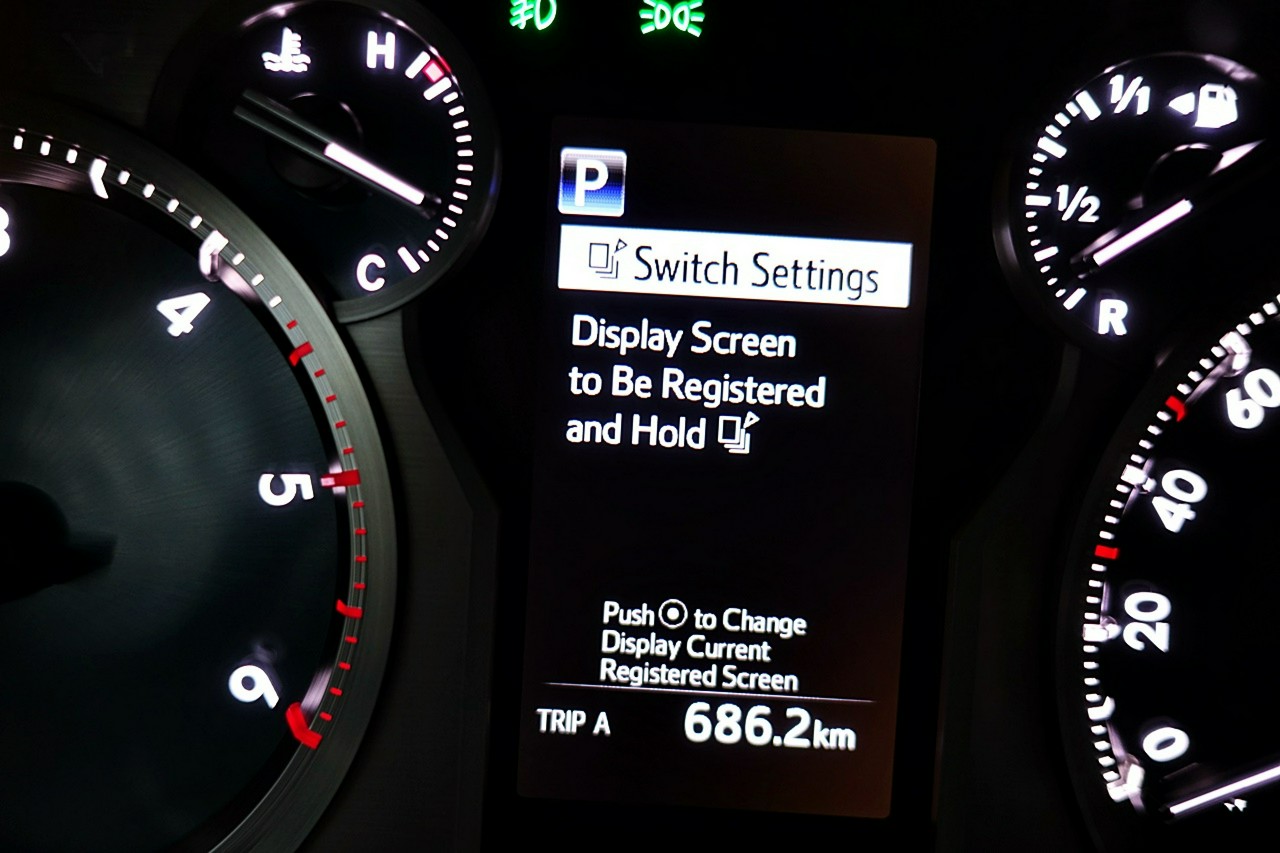 H
C
1/1
1/2
R
P
Switch Settings
Display Screen
to Be Registered
and Hold
Push to Change
Display Current
Registered Screen
TRIP A 686.2km
4
5
6
60
40
20
0